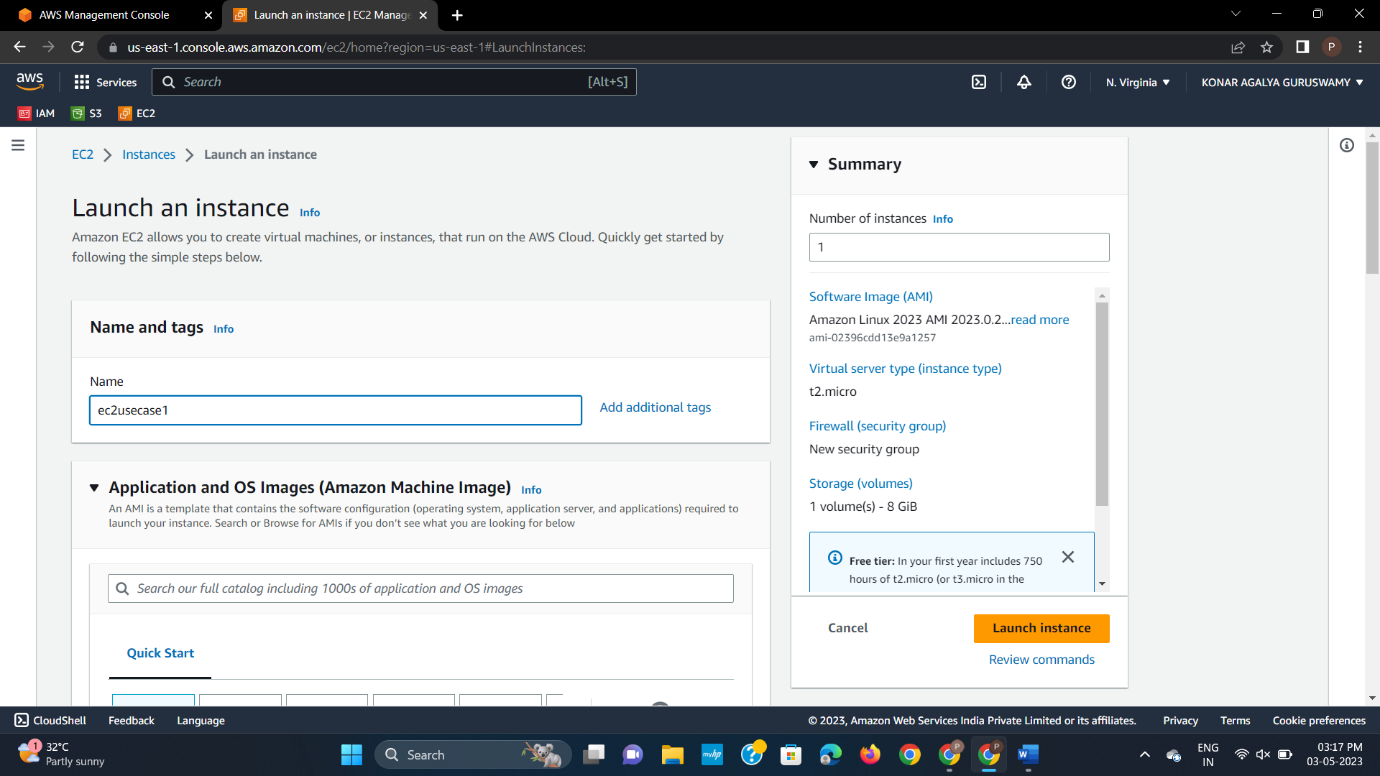 AWS Management Console
Launch an instance | EC2 Manage
us-east-1.console.aws.amazon.com/ec2/home?region=us-east-1#LaunchInstances:
P
aws
Services
Search
[Alt+S]
N. Virginia
KONAR AGALYA GURUSWAMY
IAM
S3
EC2
EC2
Instances
Launch an instance
Launch an instance Info
Amazon EC2 allows you to create virtual machines, or instances, that run on the AWS Cloud. Quickly get started by
following the simple steps below.
Name and tags Info
Name
ec2usecase1
Add additional tags
Application and OS Images (Amazon Machine Image) Info
An AMI is a template that contains the software configuration (operating system, application server, and applications) required to
launch your instance. Search or Browse for AMIs if you don't see what you are looking for below
Search our full catalog including 1000s of application and OS images
Quick Start
Summary
Number of instances Info
1
Software Image (AMI)
Amazon Linux 2023 AMI 2023.0.2...read more
ami-02396cdd13e9a1257
Virtual server type (instance type)
t2.micro
Firewall (security group)
New security group
Storage (volumes)
1 volume(s) - 8 GiB
Free tier: In your first year includes 750
hours of t2.micro (or t3.micro in the
Cancel
Launch instance
Review commands
CloudShell
Feedback
Language
© 2023, Amazon Web Services India Private Limited or its affiliates.
Privacy
Terms
Cookie preferences
1
32°C
Partly sunny
Search
mvhp
P
P
W
ENG
IN
03:17 PM
03-05-2023